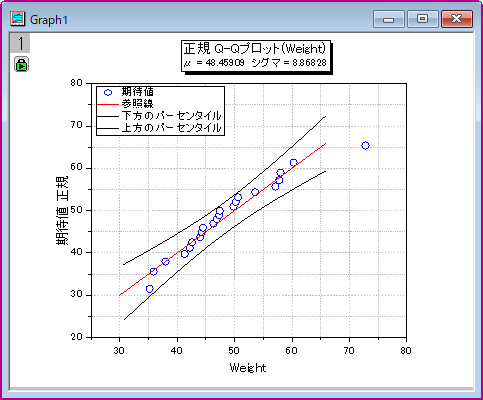 Graph1
1
正規 Q-Qプロット(Weight)
μ = 48.45909 シグマ = 8.86828
期待値
参照線
下方のパーセンタイル
上方のパーセンタイル
期待値 正規
80
70
60
50
40
30
20
30 40 50 60 70 80
Weight